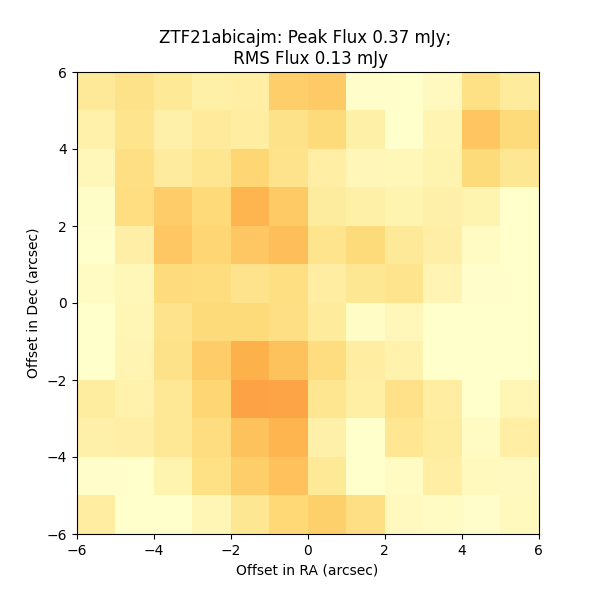 ZTF21abicajm: Peak Flux 0.37 mJy;
RMS Flux 0.13 mJy
6
4
2
0
−2
−4
−6
Offset in Dec (arcsec)
−6 −4 −2 0 2 4 6
Offset in RA (arcsec)